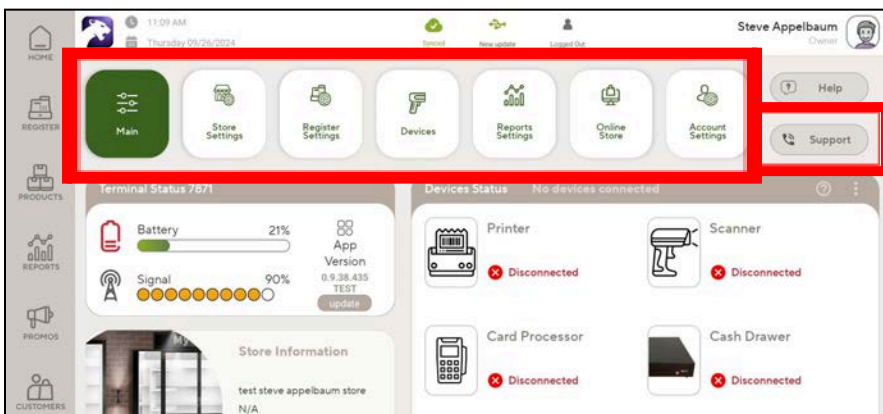 11:09 AM
Thursday 09/26/2024
Synced
New update
Logged Out
Steve Appelbaum
Owner
HOME
REGISTER
PRODUCTS
REPORTS
PROMOS
CUSTOMERS
Main
Store
Settings
Register
Settings
Devices
Reports
Settings
Online
Store
Account
Settings
Help
Support
Terminal Status 7871
Battery
21%
Signal
90%
App
Version
0.9.38.435
TEST
update
My
Store Information
test steve appelbaum store
N/A
Devices Status
No devices connected
Printer
Disconnected
Scanner
Disconnected
Card Processor
Disconnected
Cash Drawer
Disconnected